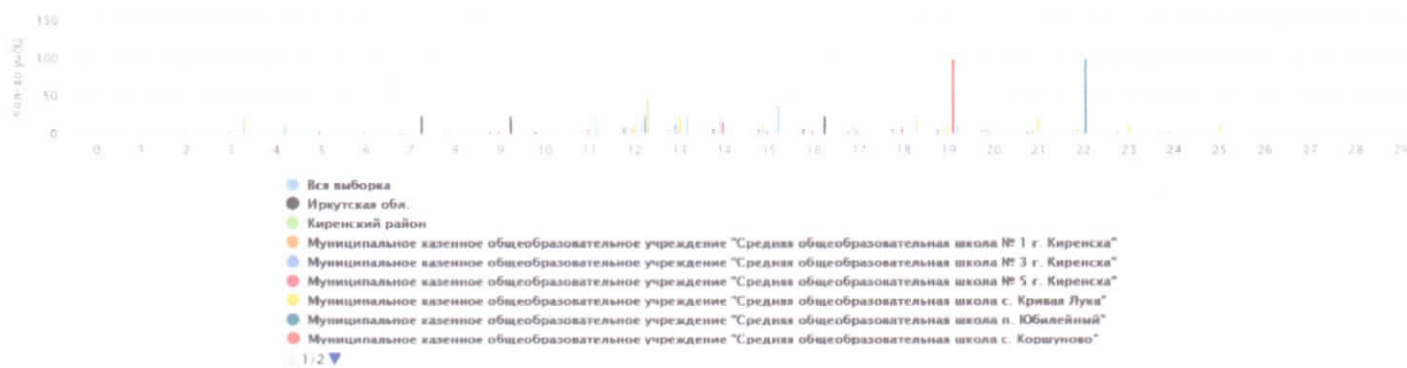 150
Кол-во уч(%)
100
50
0
0 1 2 3 4 5 6 7 8 9 10 11 12 13 14 15 16 17 18 19 20 21 22 23 24 25 26 27 28 29
Вся выборка
Иркутская обл.
Киренский район
Муниципальное казенное общеобразовательное учреждение "Средняя общеобразовательная школа № 1 г. Киренска"
Муниципальное казенное общеобразовательное учреждение "Средняя общеобразовательная школа № 3 г. Киренска"
Муниципальное казенное общеобразовательное учреждение "Средняя общеобразовательная школа № 5 г. Киренска"
Муниципальное казенное общеобразовательное учреждение "Средняя общеобразовательная школа с. Кривая Лука"
Муниципальное казенное общеобразовательное учреждение "Средняя общеобразовательная школа п. Юбилейный"
Муниципальное казенное общеобразовательное учреждение "Средняя общеобразовательная школа с. Коршуново"
1/2